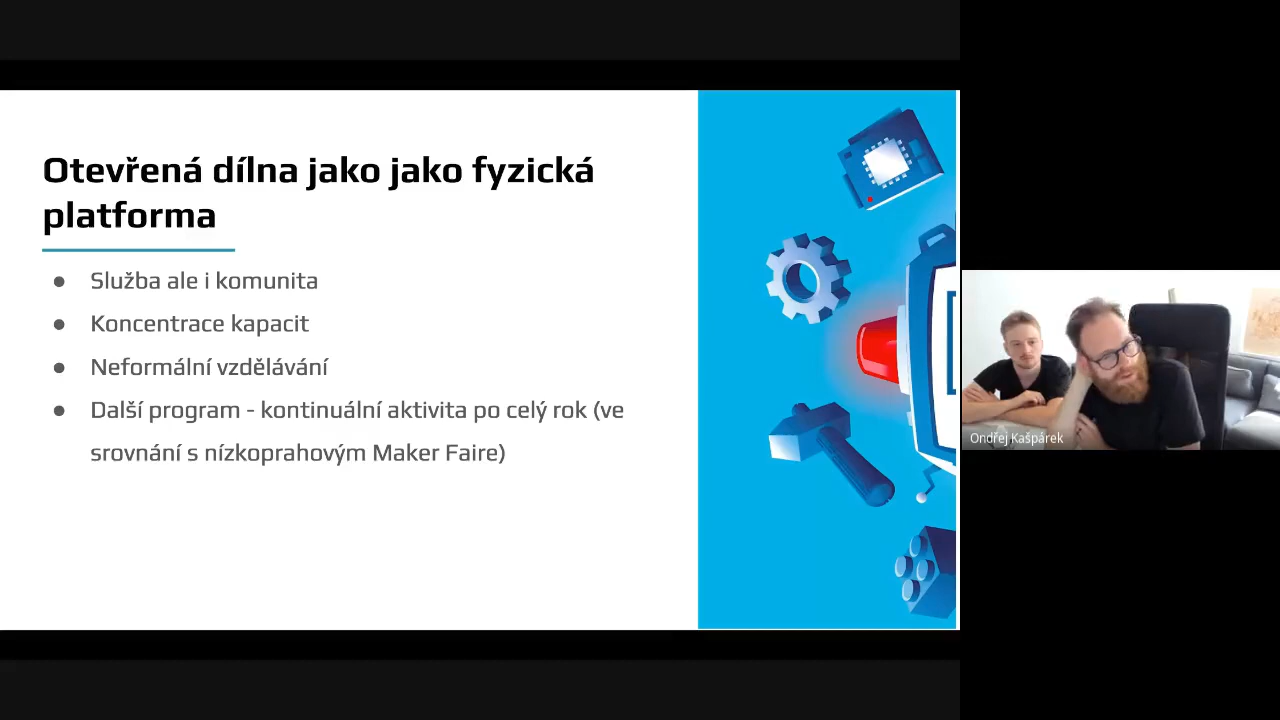 Otevřená dílna jako jako fyzická
platforma
● Služba ale i komunita
● Koncentrace kapacit
● Neformální vzdělávání
● Další program - kontinuální aktivita po celý rok (ve
srovnání s nízkoprahovým Maker Faire)
Ondřej Kašpárek